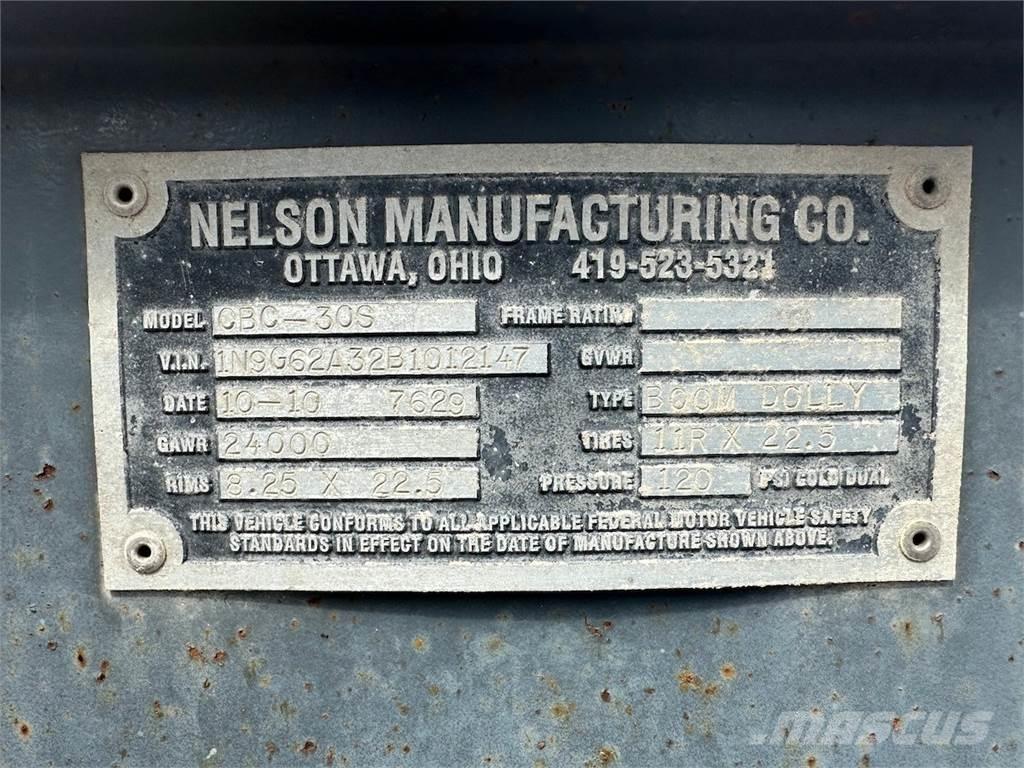 NELSON MANUFACTURING CO.
OTTAWA, OHIO 419-523-5321
MODEL CBC-30S FRAME RATING
V.I.N. 1N9G62A32B1012147 GVWR
DATE 10-10 7629 TYPE BOOM DOLLY
GAWR 24000 TIRES 11R X 22.5
RIMS 8.25 X 22.5 PRESSURE 120 PSI COLD DUAL
THIS VEHICLE CONFORMS TO ALL APPLICABLE FEDERAL MOTOR VEHICLE SAFETY
STANDARDS IN EFFECT ON THE DATE OF MANUFACTURE SHOWN ABOVE.
MASCUS